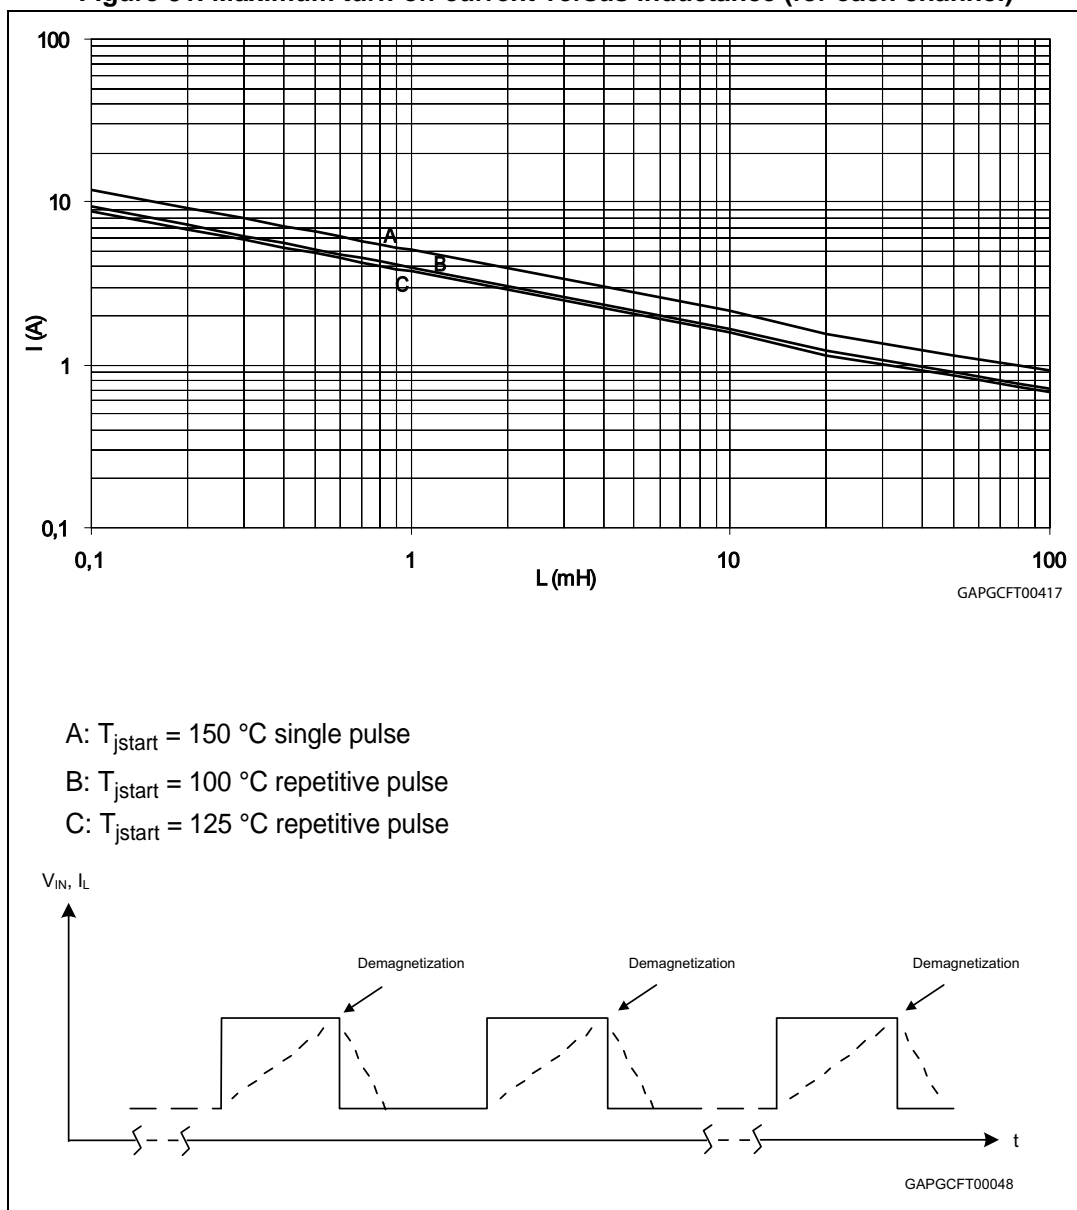 100
10
1
0,1
I (A)
A
B
C
0,1
1
10
100
L (mH)
GAPGCFT00417
A: Tjstart = 150 °C single pulse
B: Tjstart = 100 °C repetitive pulse
C: Tjstart = 125 °C repetitive pulse
VIN, IL
Demagnetization
Demagnetization
Demagnetization
t
GAPGCFT00048